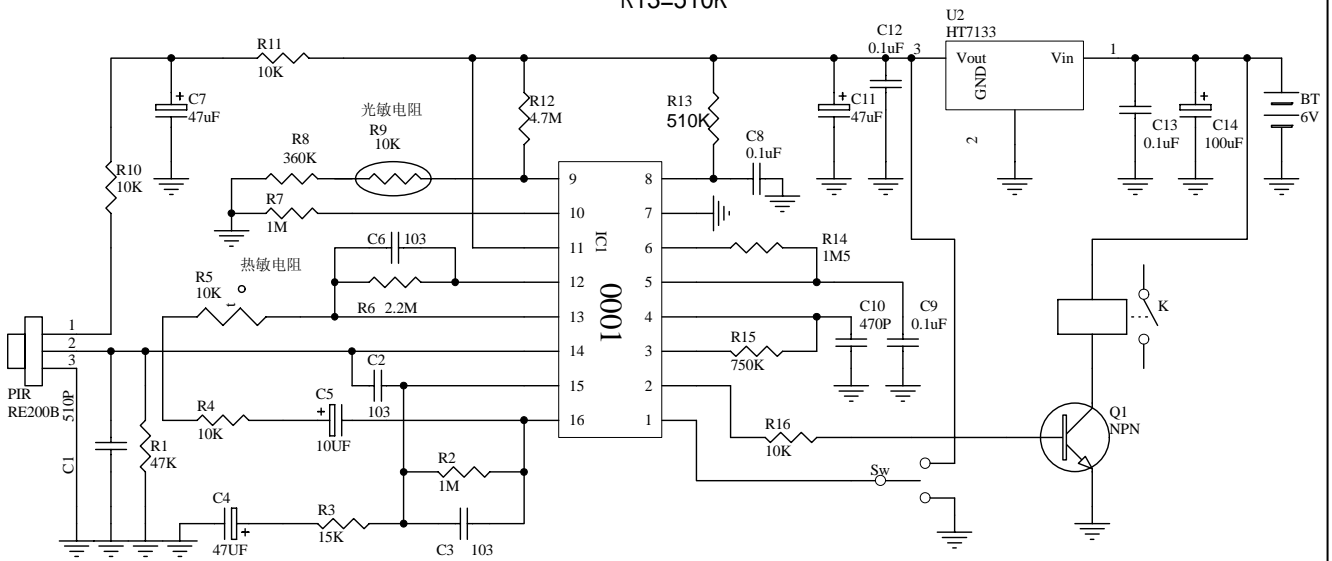 R13=510K
U2
HT7133
C12
0.1uF
3
Vout
Vin
GND
1
2
R11
10K
C7
+
47uF
R12
4.7M
光敏电阻
R9
10K
R8
360K
R7
1M
R10
10K
R13
510K
C8
0.1uF
+
C11
47uF
C13
0.1uF
+
C14
100uF
BT
6V
9
10
11
12
13
14
15
16
8
7
6
5
4
3
2
1
IC1
0001
C6
103
热敏电阻
R5
10K
t
R6
2.2M
R14
1M5
C10
470P
C9
0.1uF
R15
750K
K
1
2
3
PIR
RE200B
510P
C1
R1
47K
C2
103
R4
10K
C5
+
10UF
R2
1M
R16
10K
Q1
NPN
Sw
C4
+
47UF
R3
15K
C3
103